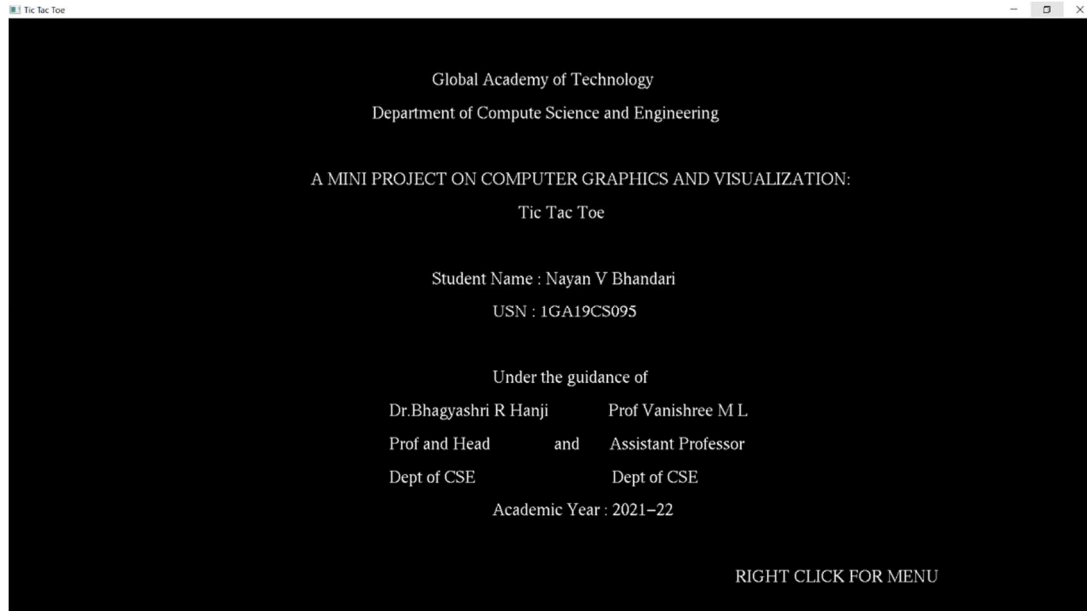 Tic Tac Toe
Global Academy of Technology
Department of Compute Science and Engineering
A MINI PROJECT ON COMPUTER GRAPHICS AND VISUALIZATION:
Tic Tac Toe
Student Name : Nayan V Bhandari
USN : 1GA19CS095
Under the guidance of
Dr.Bhagyashri R Hanji Prof Vanishree M L
Prof and Head and Assistant Professor
Dept of CSE Dept of CSE
Academic Year : 2021-22
RIGHT CLICK FOR MENU